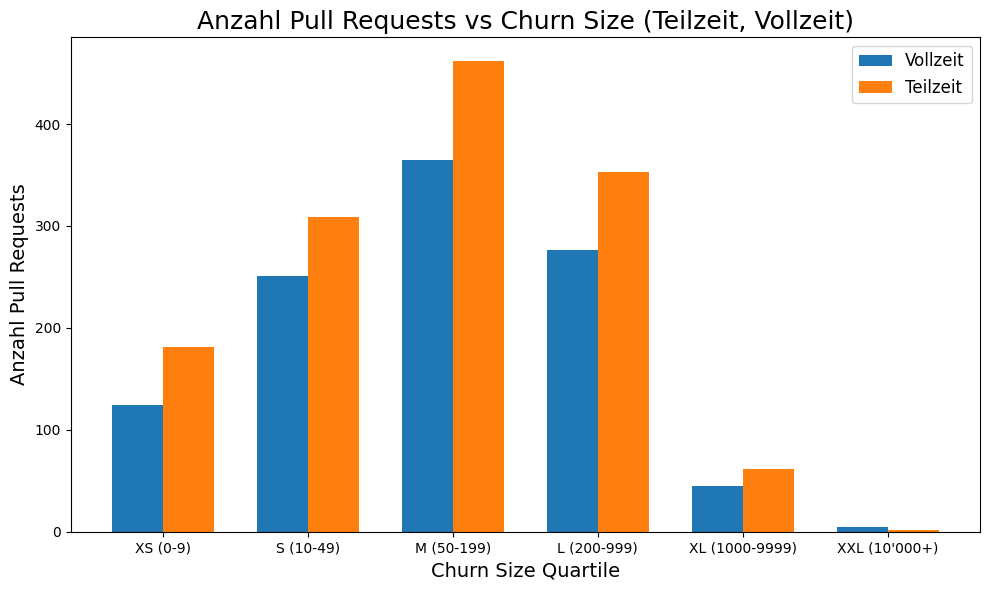 Anzahl Pull Requests vs Churn Size (Teilzeit, Vollzeit)
Vollzeit
Teilzeit
Anzahl Pull Requests
400
300
200
100
0
XS (0-9) S (10-49) M (50-199) L (200-999) XL (1000-9999) XXL (10'000+)
Churn Size Quartile